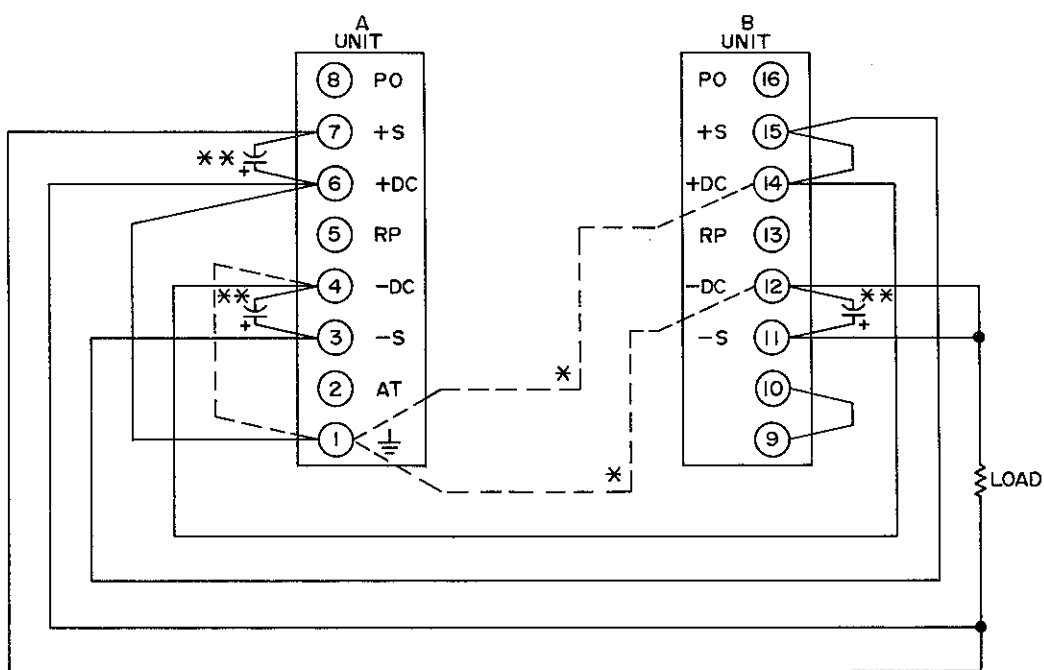 A
UNIT
8 PO
7 +S
6 +DC
5 RP
4 -DC
3 -S
2 AT
1
**
+
**
+
B
UNIT
PO 16
+S 15
+DC 14
RP 13
-DC 12
-S 11
10
9
**
+
*
*
LOAD